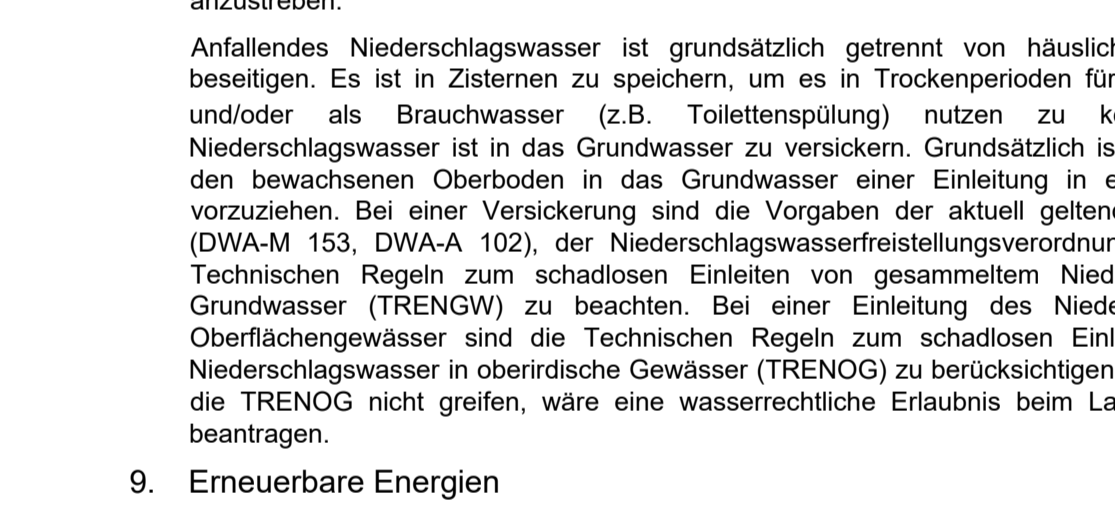 anzustreben.
Anfallendes Niederschlagswasser ist grundsätzlich getrennt von
beseitigen. Es ist in Zisternen zu speichern, um es in Trockenperioden für
und/oder als Brauchwasser (z.B. Toilettenspülung) nutzen zu
Niederschlagswasser ist in das Grundwasser zu versickern. Grundsätzlich is
den bewachsenen Oberboden in das Grundwasser einer Einleitung in
vorzuziehen. Bei einer Versickerung sind die Vorgaben der aktuell
(DWA-M 153, DWA-A 102), der
Technischen Regeln zum schadlosen Einleiten von gesammeltem Nied
Grundwasser (TRENGW) zu beachten. Bei einer Einleitung des
Oberflächengewässer sind die Technischen Regeln zum schadlosen Einl
Niederschlagswasser in oberirdische Gewässer (TRENOG) zu berücksichtigen
die TRENOG nicht greifen, wäre eine wasserrechtliche Erlaubnis beim La
beantragen.
9. Erneuerbare Energien